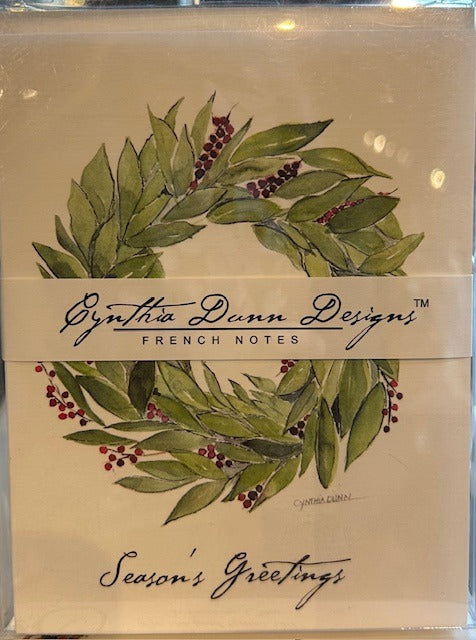 Cynthia Dunn Designs™
FRENCH NOTES
CYNTHIA DUNN
Season's Greetings